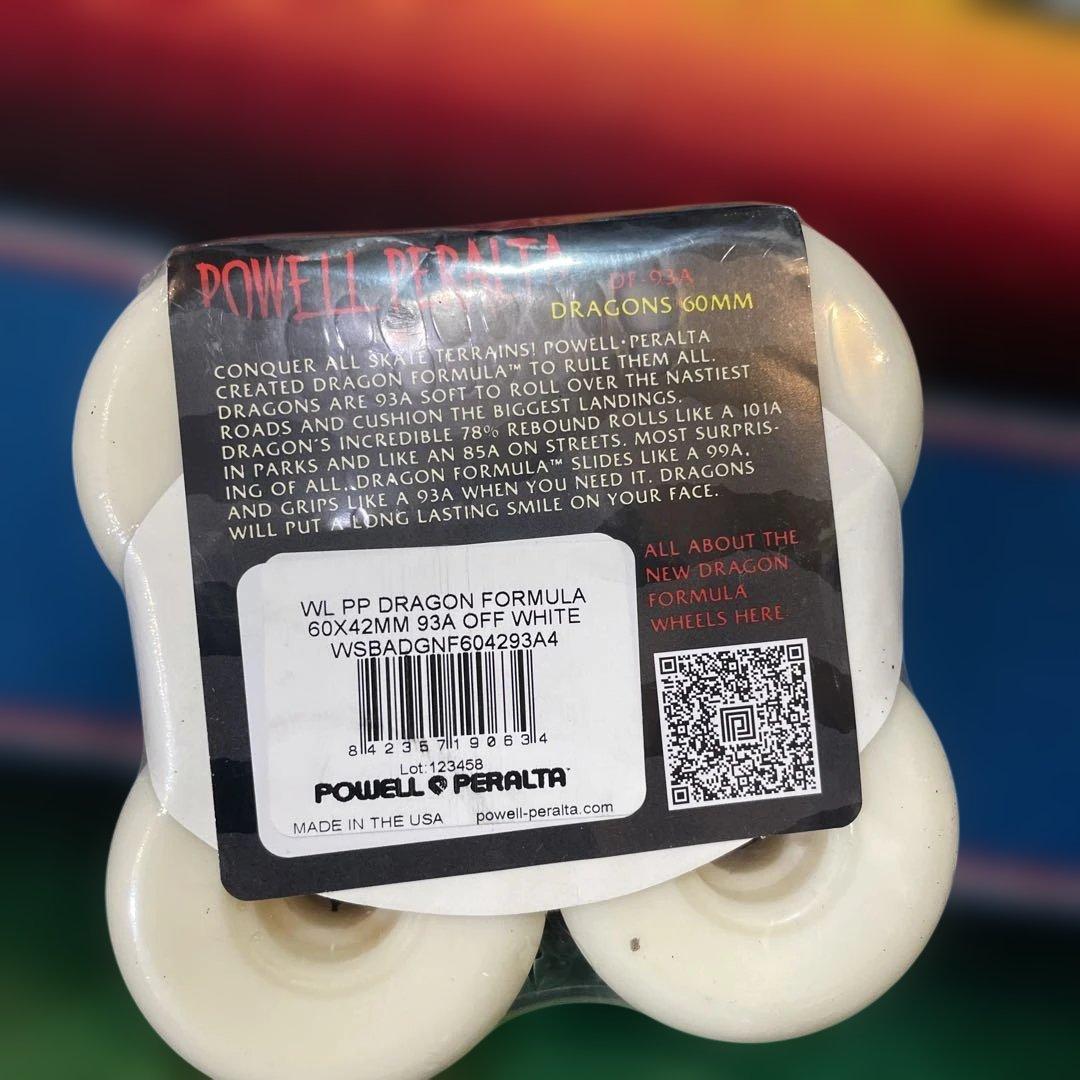 POWELL PERALTA
DF 93A
DRAGONS 60MM
CONQUER ALL SKATE TERRAINS! POWELL•PERALTA
CREATED DRAGON FORMULA™ TO RULE THEM ALL.
DRAGONS ARE 93A SOFT TO ROLL OVER THE NASTIEST
ROADS AND CUSHION THE BIGGEST LANDINGS.
DRAGON'S INCREDIBLE 78% REBOUND ROLLS LIKE A 101A
IN PARKS AND LIKE AN 85A ON STREETS. MOST SURPRIS-
ING OF ALL, DRAGON FORMULA™ SLIDES LIKE A 99A,
AND GRIPS LIKE A 93A WHEN YOU NEED IT. DRAGONS
WILL PUT A LONG LASTING SMILE ON YOUR FACE.
ALL ABOUT THE
NEW DRAGON
FORMULA
WHEELS HERE
WL PP DRAGON FORMULA
60X42MM 93A OFF WHITE
WSBADGNF604293A4
842357190634
Lot:123458
POWELL PERALTA™
MADE IN THE USA powell-peralta.com